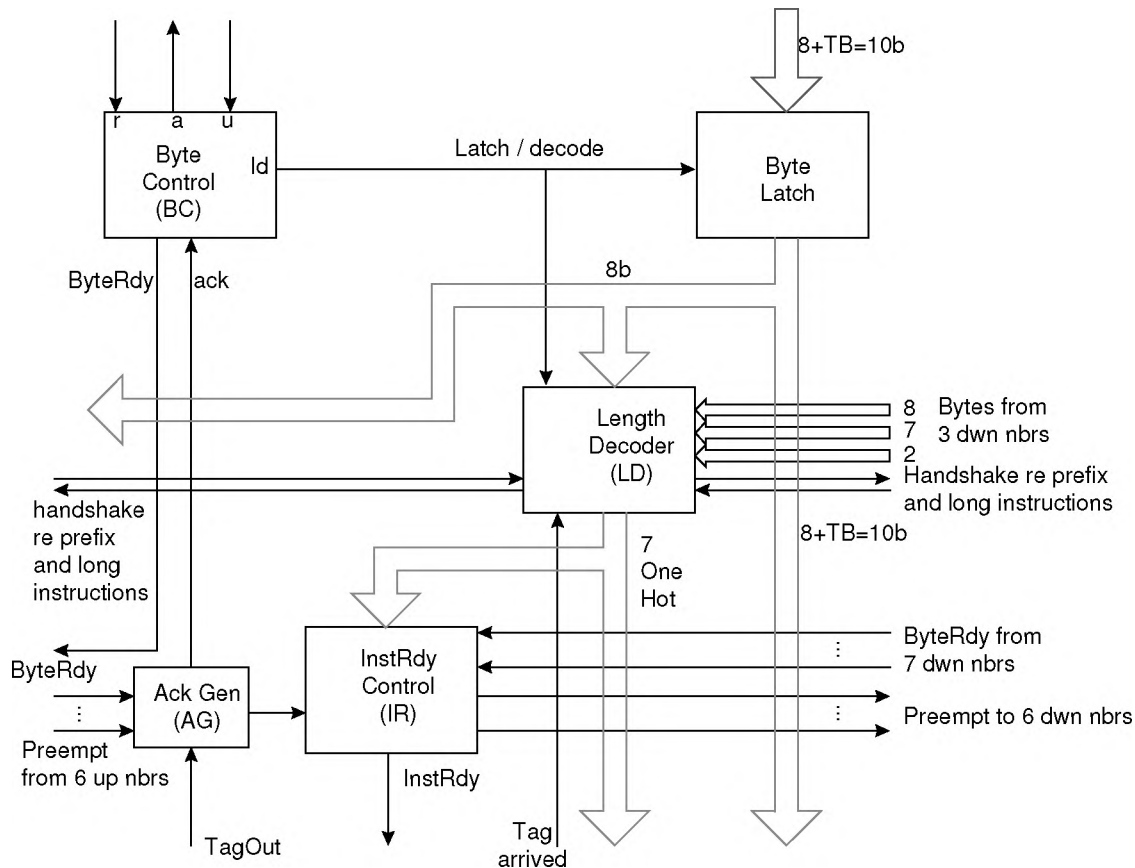 8+TB=10b
r a u
Byte
Control
(BC)
ld
Latch / decode
Byte
Latch
ByteRdy
ack
8b
Length
Decoder
(LD)
8
7
2
Bytes from
3 dwn nbrs
Handshake re prefix
and long instructions
handshake
re prefix
and long
instructions
7
One
Hot
8+TB=10b
ByteRdy
InstRdy
Control
(IR)
ByteRdy from
7 dwn nbrs
Ack Gen
(AG)
Preempt to 6 dwn nbrs
Preempt
from 6 up nbrs
InstRdy
TagOut
Tag
arrived